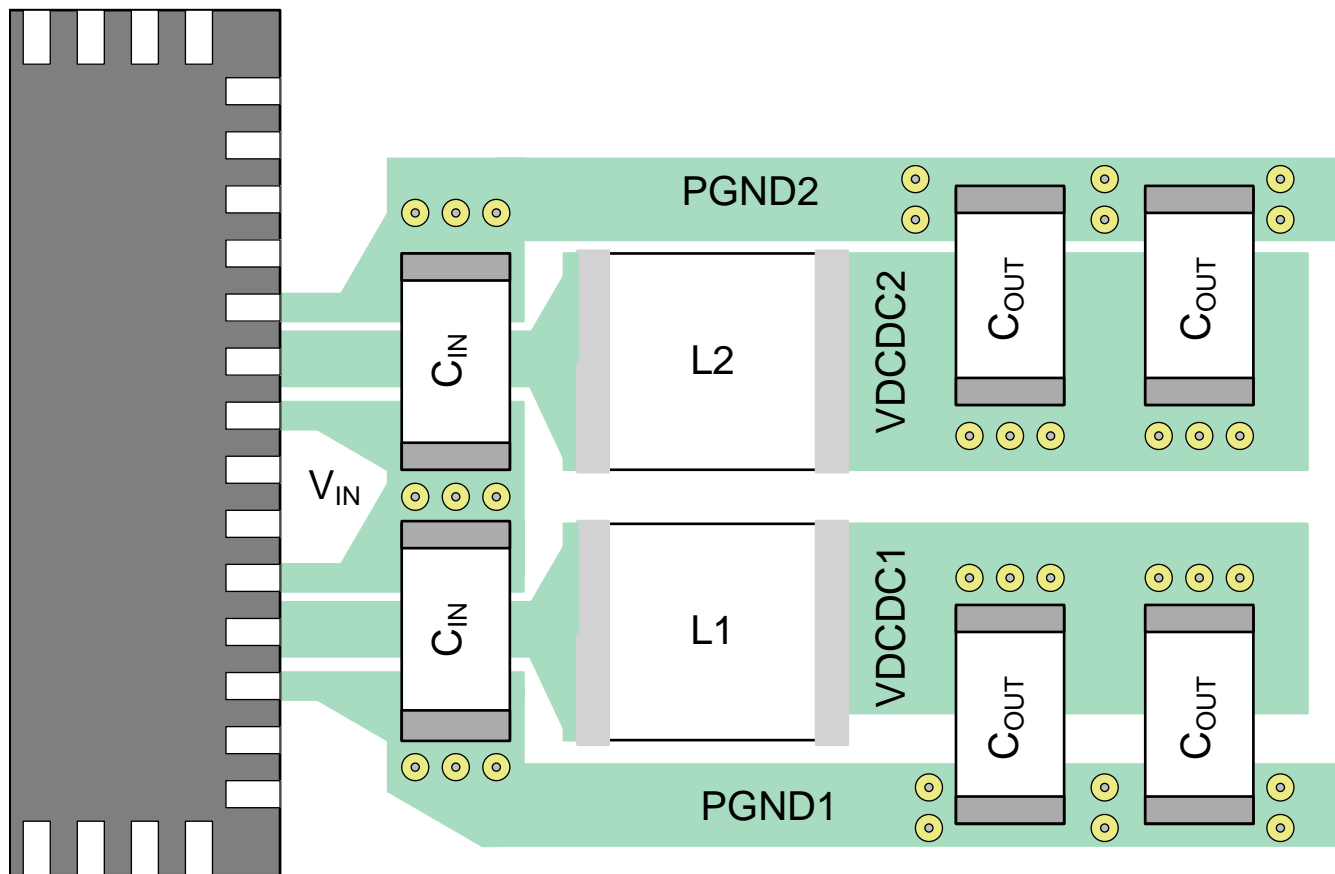 PGND2
C_IN
L2
VDCDC2
C_OUT
C_OUT
V_IN
C_IN
L1
VDCDC1
C_OUT
C_OUT
PGND1